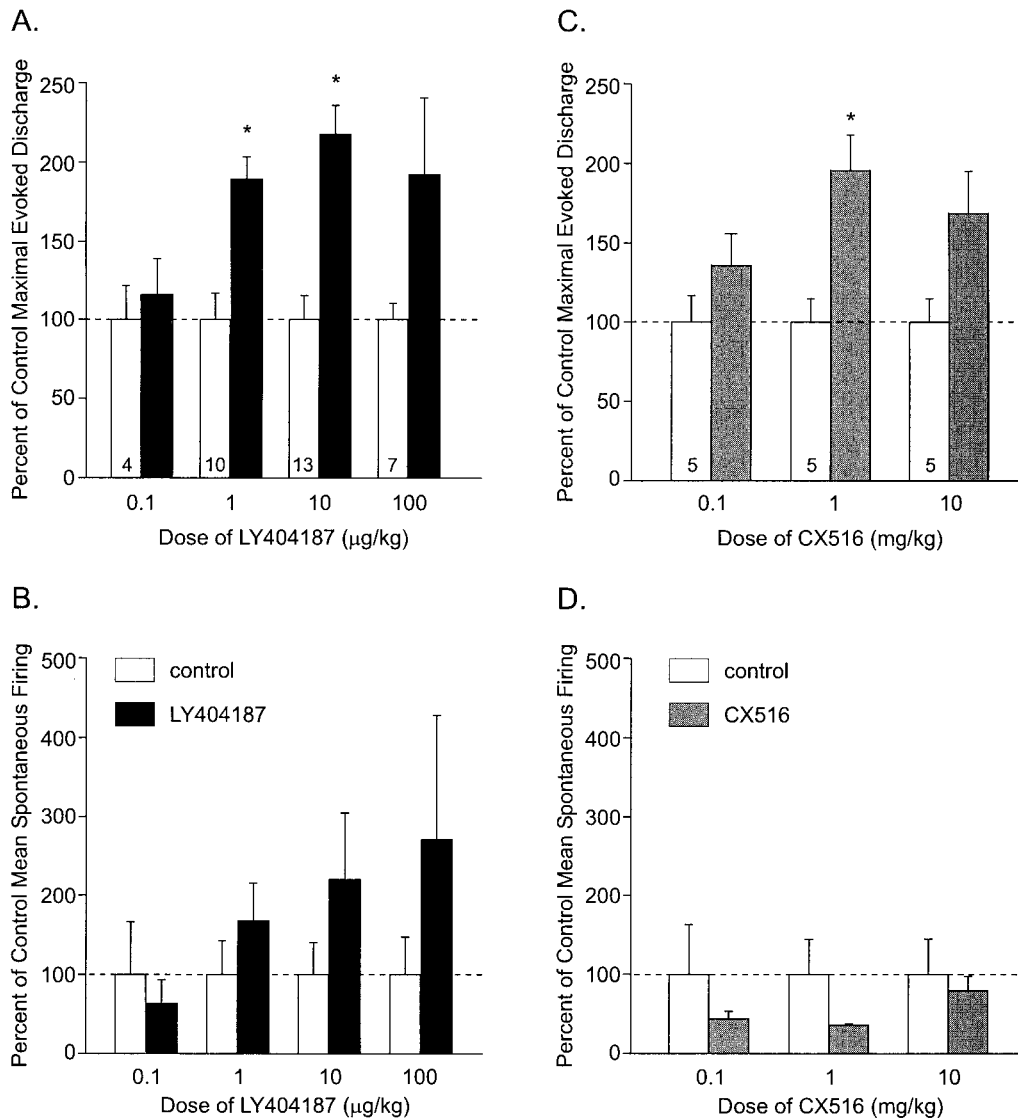 A.
Percent of Control Maximal Evoked Discharge
250
200
150
100
50
0
*
*
4
10
13
7
0.1 1 10 100
Dose of LY404187 (μg/kg)
C.
Percent of Control Maximal Evoked Discharge
250
200
150
100
50
0
*
5
5
5
0.1 1 10
Dose of CX516 (mg/kg)
B.
Percent of Control Mean Spontaneous Firing
500
400
300
200
100
0
control
LY404187
0.1 1 10 100
Dose of LY404187 (μg/kg)
D.
Percent of Control Mean Spontaneous Firing
500
400
300
200
100
0
control
CX516
0.1 1 10
Dose of CX516 (mg/kg)